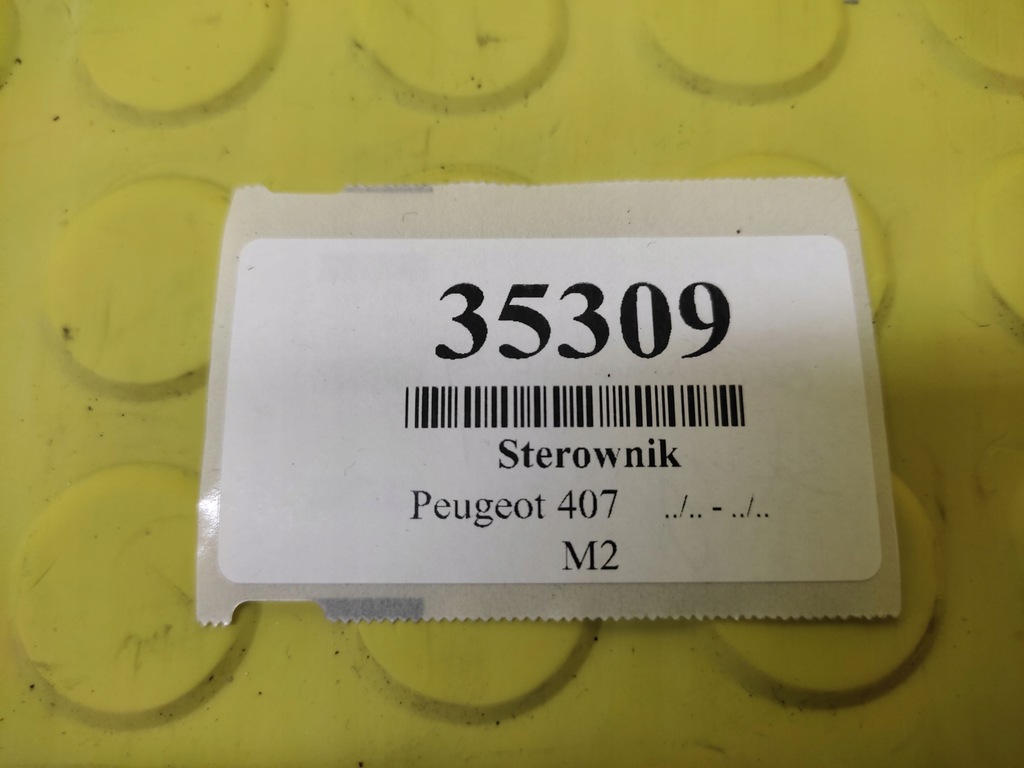 35309
Sterownik
Peugeot 407 ../.. - ../..
M2